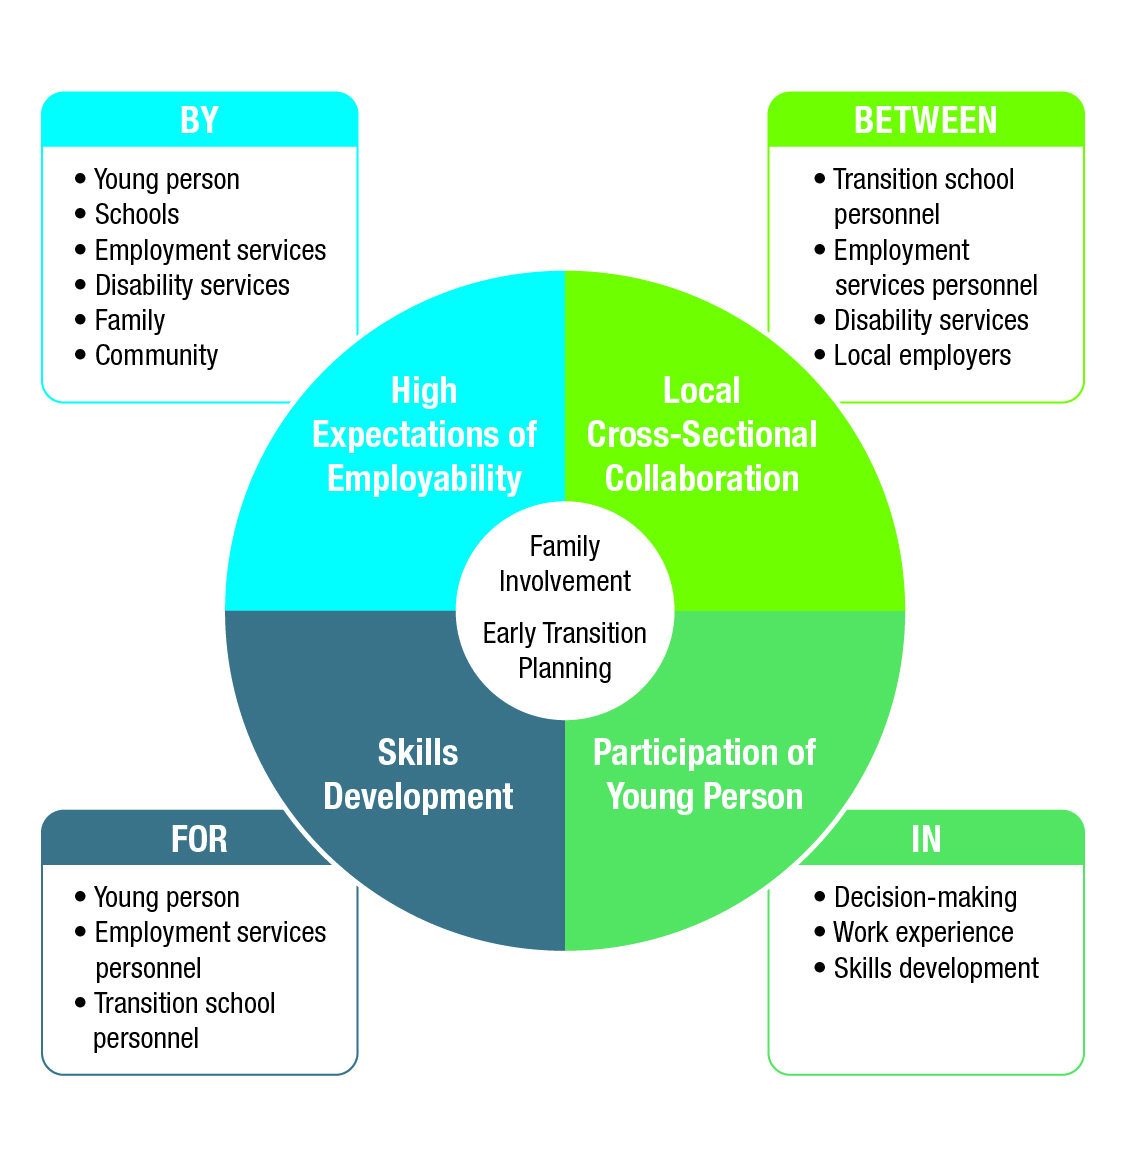 BY
• Young person
• Schools
• Employment services
• Disability services
• Family
• Community
BETWEEN
• Transition school
personnel
• Employment
services personnel
• Disability services
• Local employers
High
Expectations of
Employability
Local
Cross-Sectional
Collaboration
Family
Involvement
Early Transition
Planning
Skills
Development
Participation of
Young Person
FOR
• Young person
• Employment services
personnel
• Transition school
personnel
IN
• Decision-making
• Work experience
• Skills development